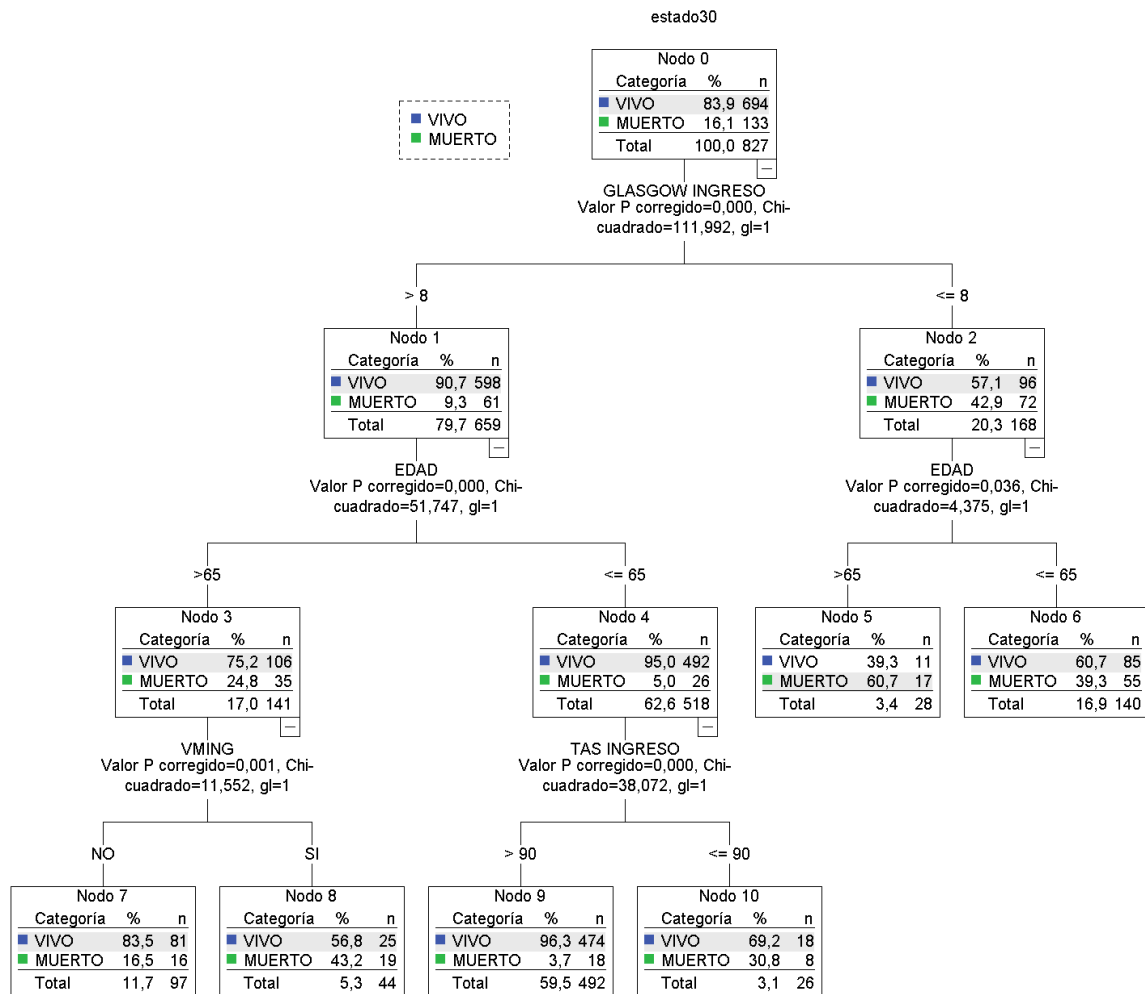 estado30
VIVO
MUERTO
Nodo 0
Categoría % n
VIVO 83,9 694
MUERTO 16,1 133
Total 100,0 827
GLASGOW INGRESO
Valor P corregido=0,000, Chi-
cuadrado=111,992, gl=1
> 8
<= 8
Nodo 1
Categoría % n
VIVO 90,7 598
MUERTO 9,3 61
Total 79,7 659
Nodo 2
Categoría % n
VIVO 57,1 96
MUERTO 42,9 72
Total 20,3 168
EDAD
Valor P corregido=0,000, Chi-
cuadrado=51,747, gl=1
EDAD
Valor P corregido=0,036, Chi-
cuadrado=4,375, gl=1
>65
<= 65
>65
<= 65
Nodo 3
Categoría % n
VIVO 75,2 106
MUERTO 24,8 35
Total 17,0 141
Nodo 4
Categoría % n
VIVO 95,0 492
MUERTO 5,0 26
Total 62,6 518
Nodo 5
Categoría % n
VIVO 39,3 11
MUERTO 60,7 17
Total 3,4 28
Nodo 6
Categoría % n
VIVO 60,7 85
MUERTO 39,3 55
Total 16,9 140
VMING
Valor P corregido=0,001, Chi-
cuadrado=11,552, gl=1
TAS INGRESO
Valor P corregido=0,000, Chi-
cuadrado=38,072, gl=1
NO
SI
> 90
<= 90
Nodo 7
Categoría % n
VIVO 83,5 81
MUERTO 16,5 16
Total 11,7 97
Nodo 8
Categoría % n
VIVO 56,8 25
MUERTO 43,2 19
Total 5,3 44
Nodo 9
Categoría % n
VIVO 96,3 474
MUERTO 3,7 18
Total 59,5 492
Nodo 10
Categoría % n
VIVO 69,2 18
MUERTO 30,8 8
Total 3,1 26